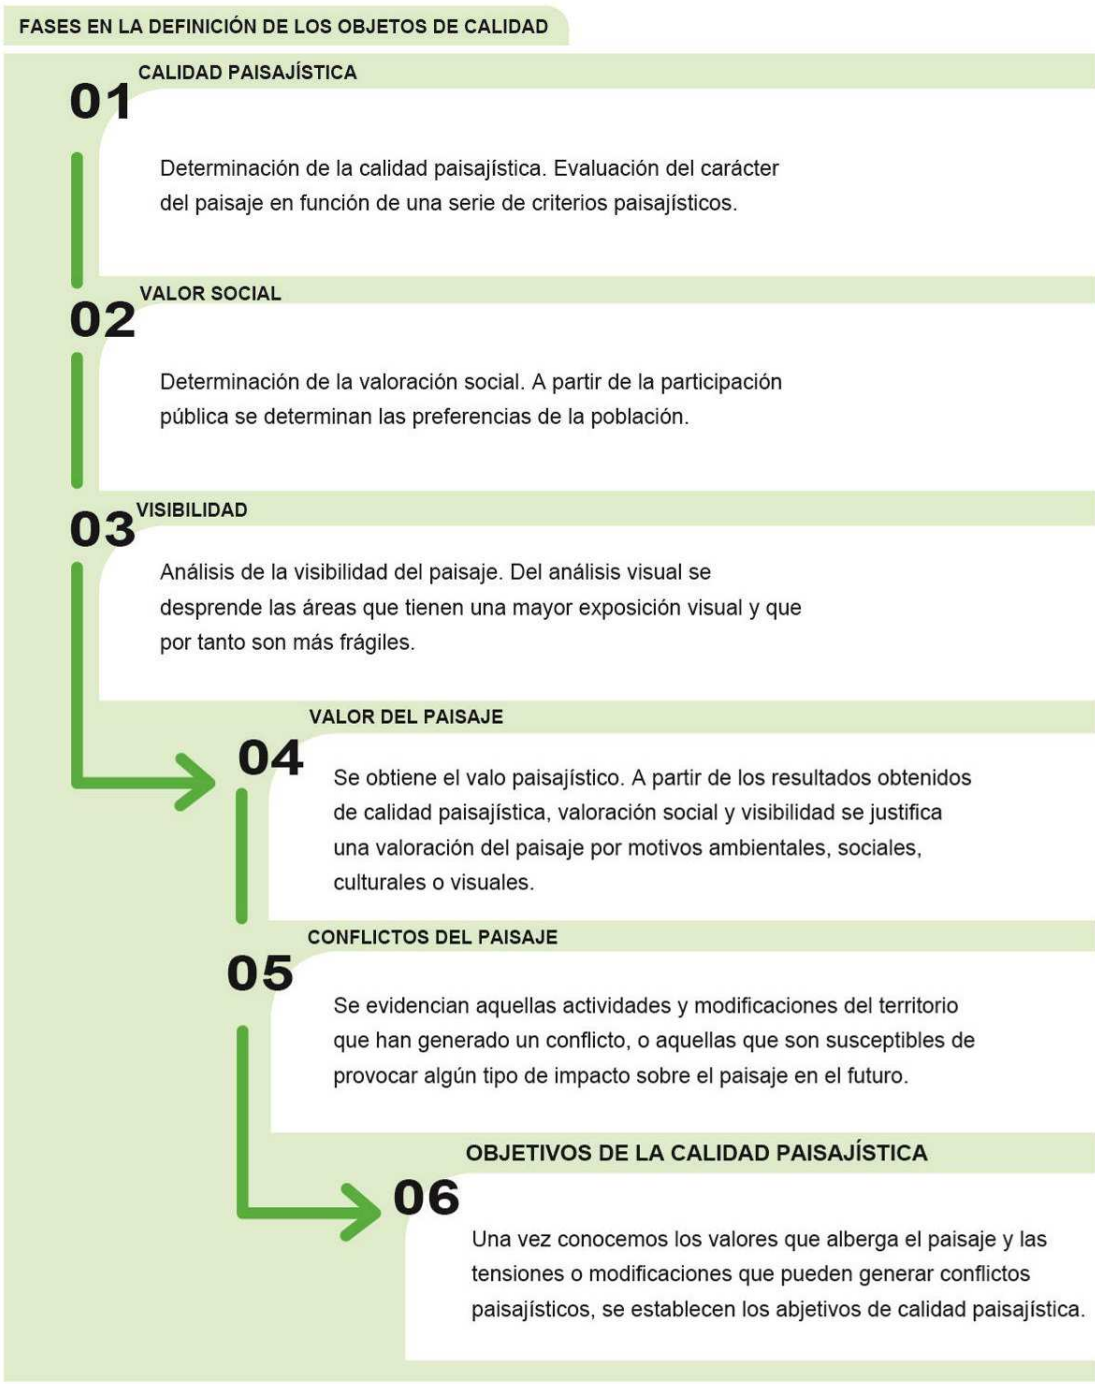 FASES EN LA DEFINICIÓN DE LOS OBJETOS DE CALIDAD
CALIDAD PAISAJÍSTICA
01
Determinación de la calidad paisajística. Evaluación del carácter
del paisaje en función de una serie de criterios paisajísticos.
VALOR SOCIAL
02
Determinación de la valoración social. A partir de la participación
pública se determinan las preferencias de la población.
VISIBILIDAD
03
Análisis de la visibilidad del paisaje. Del análisis visual se
desprende las áreas que tienen una mayor exposición visual y que
por tanto son más frágiles.
VALOR DEL PAISAJE
04
Se obtiene el valo paisajístico. A partir de los resultados obtenidos
de calidad paisajística, valoración social y visibilidad se justifica
una valoración del paisaje por motivos ambientales, sociales,
culturales o visuales.
CONFLICTOS DEL PAISAJE
05
Se evidencian aquellas actividades y modificaciones del territorio
que han generado un conflicto, o aquellas que son susceptibles de
provocar algún tipo de impacto sobre el paisaje en el futuro.
OBJETIVOS DE LA CALIDAD PAISAJÍSTICA
06
Una vez conocemos los valores que alberga el paisaje y las
tensiones o modificaciones que pueden generar conflictos
paisajísticos, se establecen los abjetivos de calidad paisajística.